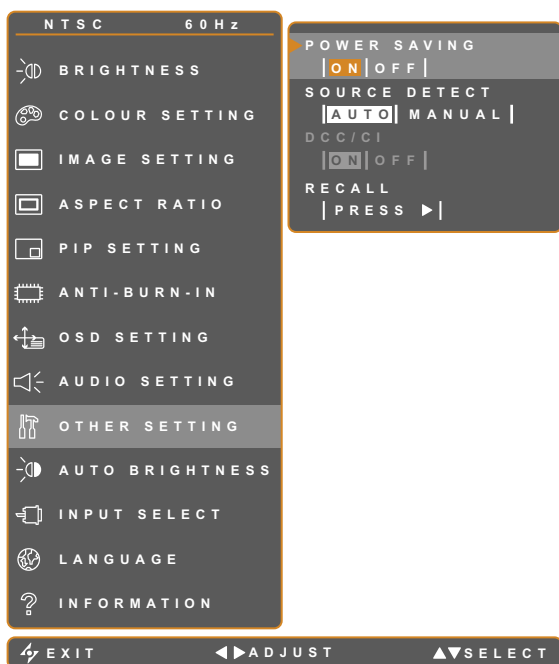 NTSC 60Hz
BRIGHTNESS
COLOUR SETTING
IMAGE SETTING
ASPECT RATIO
PIP SETTING
ANTI-BURN-IN
OSD SETTING
AUDIO SETTING
OTHER SETTING
AUTO BRIGHTNESS
INPUT SELECT
LANGUAGE
INFORMATION
POWER SAVING
ON OFF
SOURCE DETECT
AUTO MANUAL
DCC/CI
ON OFF
RECALL
PRESS ▶
EXIT ◀▶ADJUST ▲▼SELECT